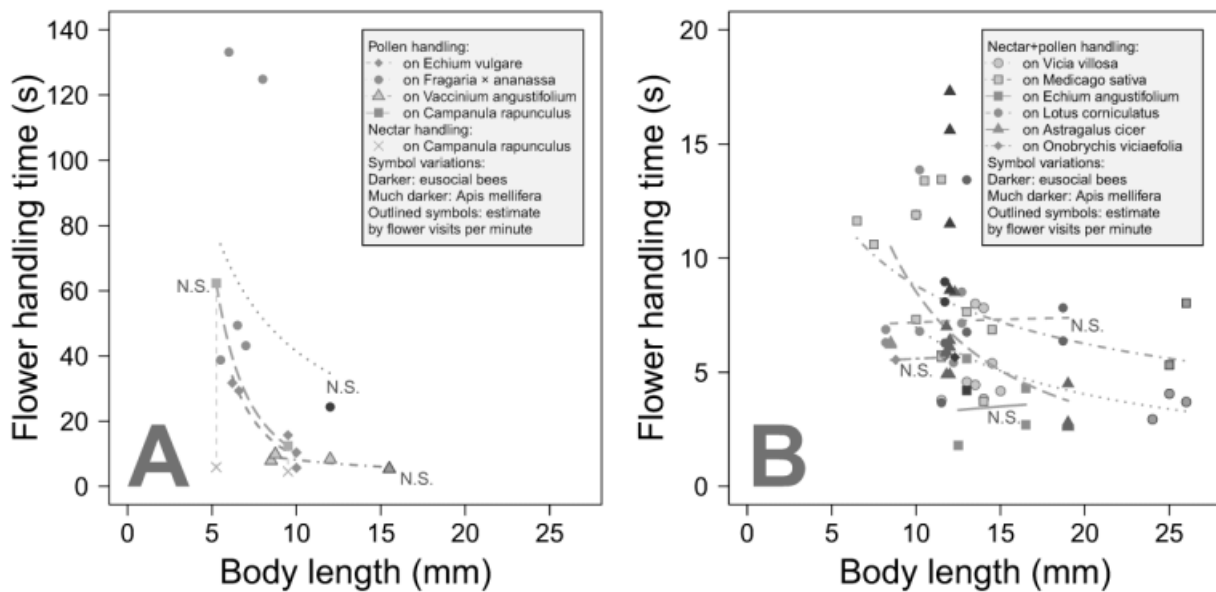 140
120
100
80
60
40
20
0
Flower handling time (s)
Pollen handling:
on Echium vulgare
on Fragaria × ananassa
on Vaccinium angustifolium
on Campanula rapunculus
Nectar handling:
on Campanula rapunculus
Symbol variations:
Darker: eusocial bees
Much darker: Apis mellifera
Outlined symbols: estimate
by flower visits per minute
N.S.
N.S.
N.S.
A
0 5 10 15 20 25
Body length (mm)
20
15
10
5
0
Flower handling time (s)
Nectar+pollen handling:
on Vicia villosa
on Medicago sativa
on Echium angustifolium
on Lotus corniculatus
on Astragalus cicer
on Onobrychis viciaefolia
Symbol variations:
Darker: eusocial bees
Much darker: Apis mellifera
Outlined symbols: estimate
by flower visits per minute
N.S.
N.S.
N.S.
B
0 5 10 15 20 25
Body length (mm)